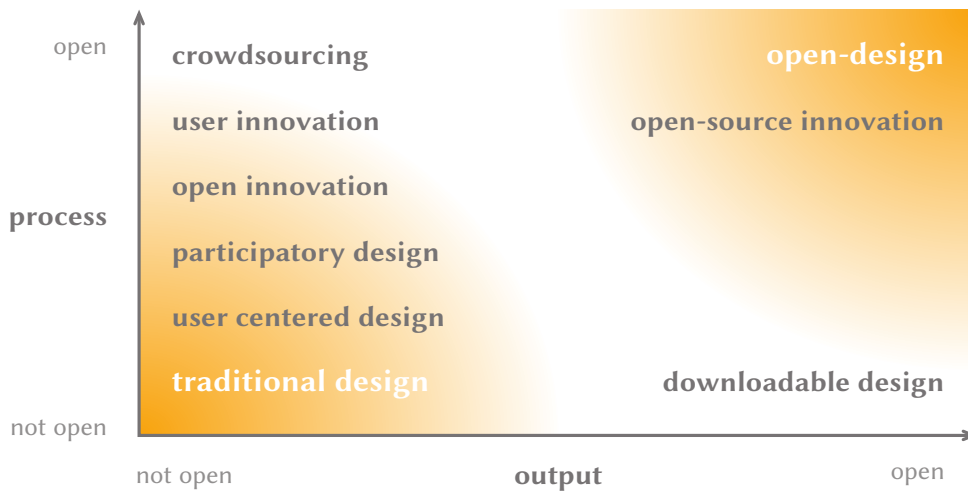 open
crowdsourcing
open-design
user innovation
open-source innovation
open innovation
process
participatory design
user centered design
traditional design
downloadable design
not open
not open
output
open